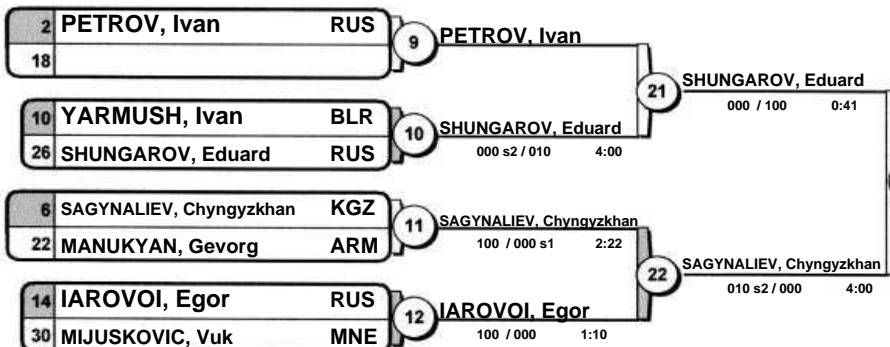 2 PETROV, Ivan RUS
18
9
PETROV, Ivan
10 YARMUSH, Ivan BLR
26 SHUNGAROV, Eduard RUS
10
SHUNGAROV, Eduard
000 s2 / 010 4:00
21
SHUNGAROV, Eduard
000 / 100 0:41
6 SAGYNALIEV, Chyngyzkhan KGZ
22 MANUKYAN, Gevorg ARM
11
SAGYNALIEV, Chyngyzkhan
100 / 000 s1 2:22
14 IAROVOI, Egor RUS
30 MIJUSKOVIC, Vuk MNE
12
IAROVOI, Egor
100 / 000 1:10
22
SAGYNALIEV, Chyngyzkhan
010 s2 / 000 4:00